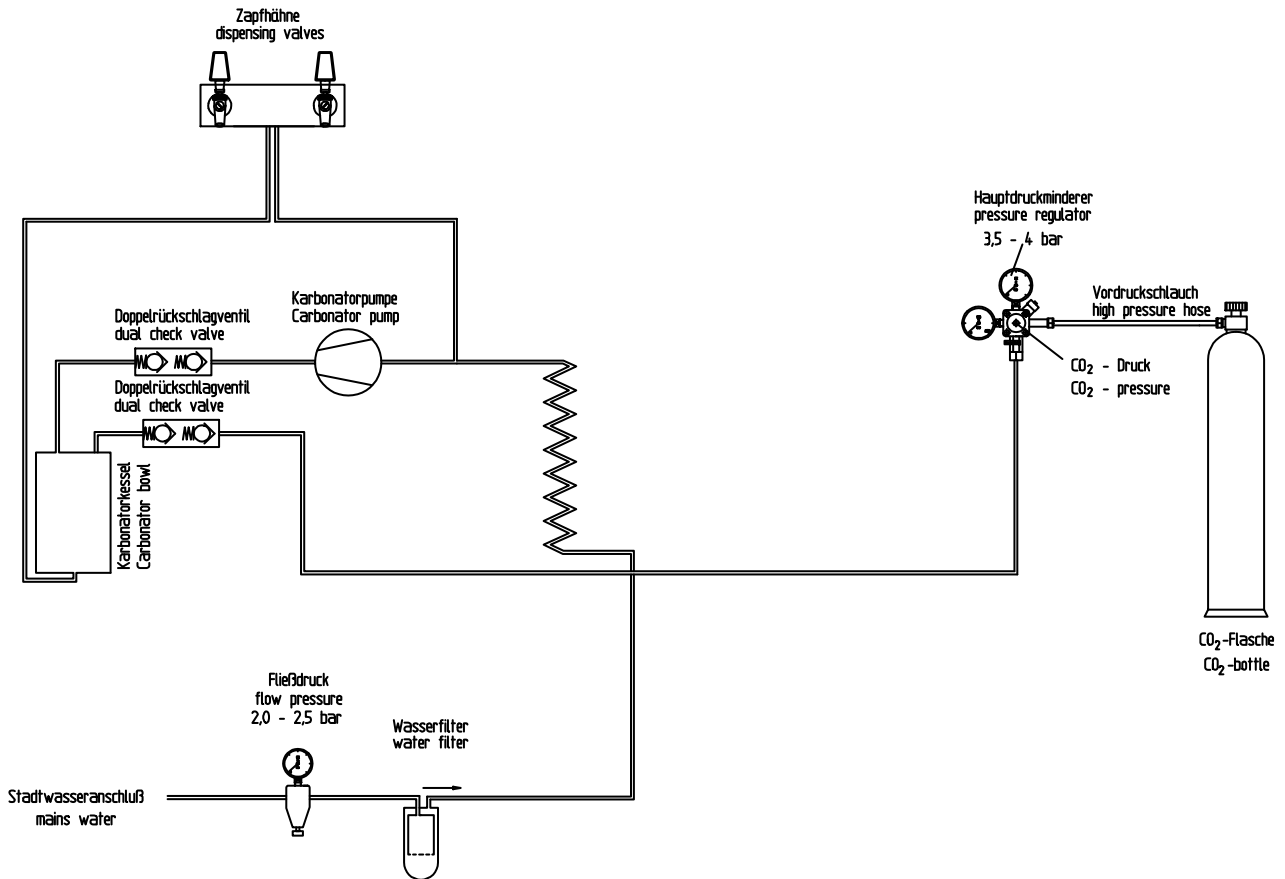 Zapfhähne
dispensing valves
Hauptdruckminderer
pressure regulator
3,5 - 4 bar
Vordruckschlauch
high pressure hose
Karbonatorpumpe
Carbonator pump
Doppelrückschlagventil
dual check valve
CO₂ - Druck
CO₂ - pressure
Doppelrückschlagventil
dual check valve
Karbonatorkessel
Carbonator bowl
CO₂-Flasche
CO₂-bottle
Fließdruck
flow pressure
2,0 - 2,5 bar
Wasserfilter
water filter
Stadtwasseranschluß
mains water